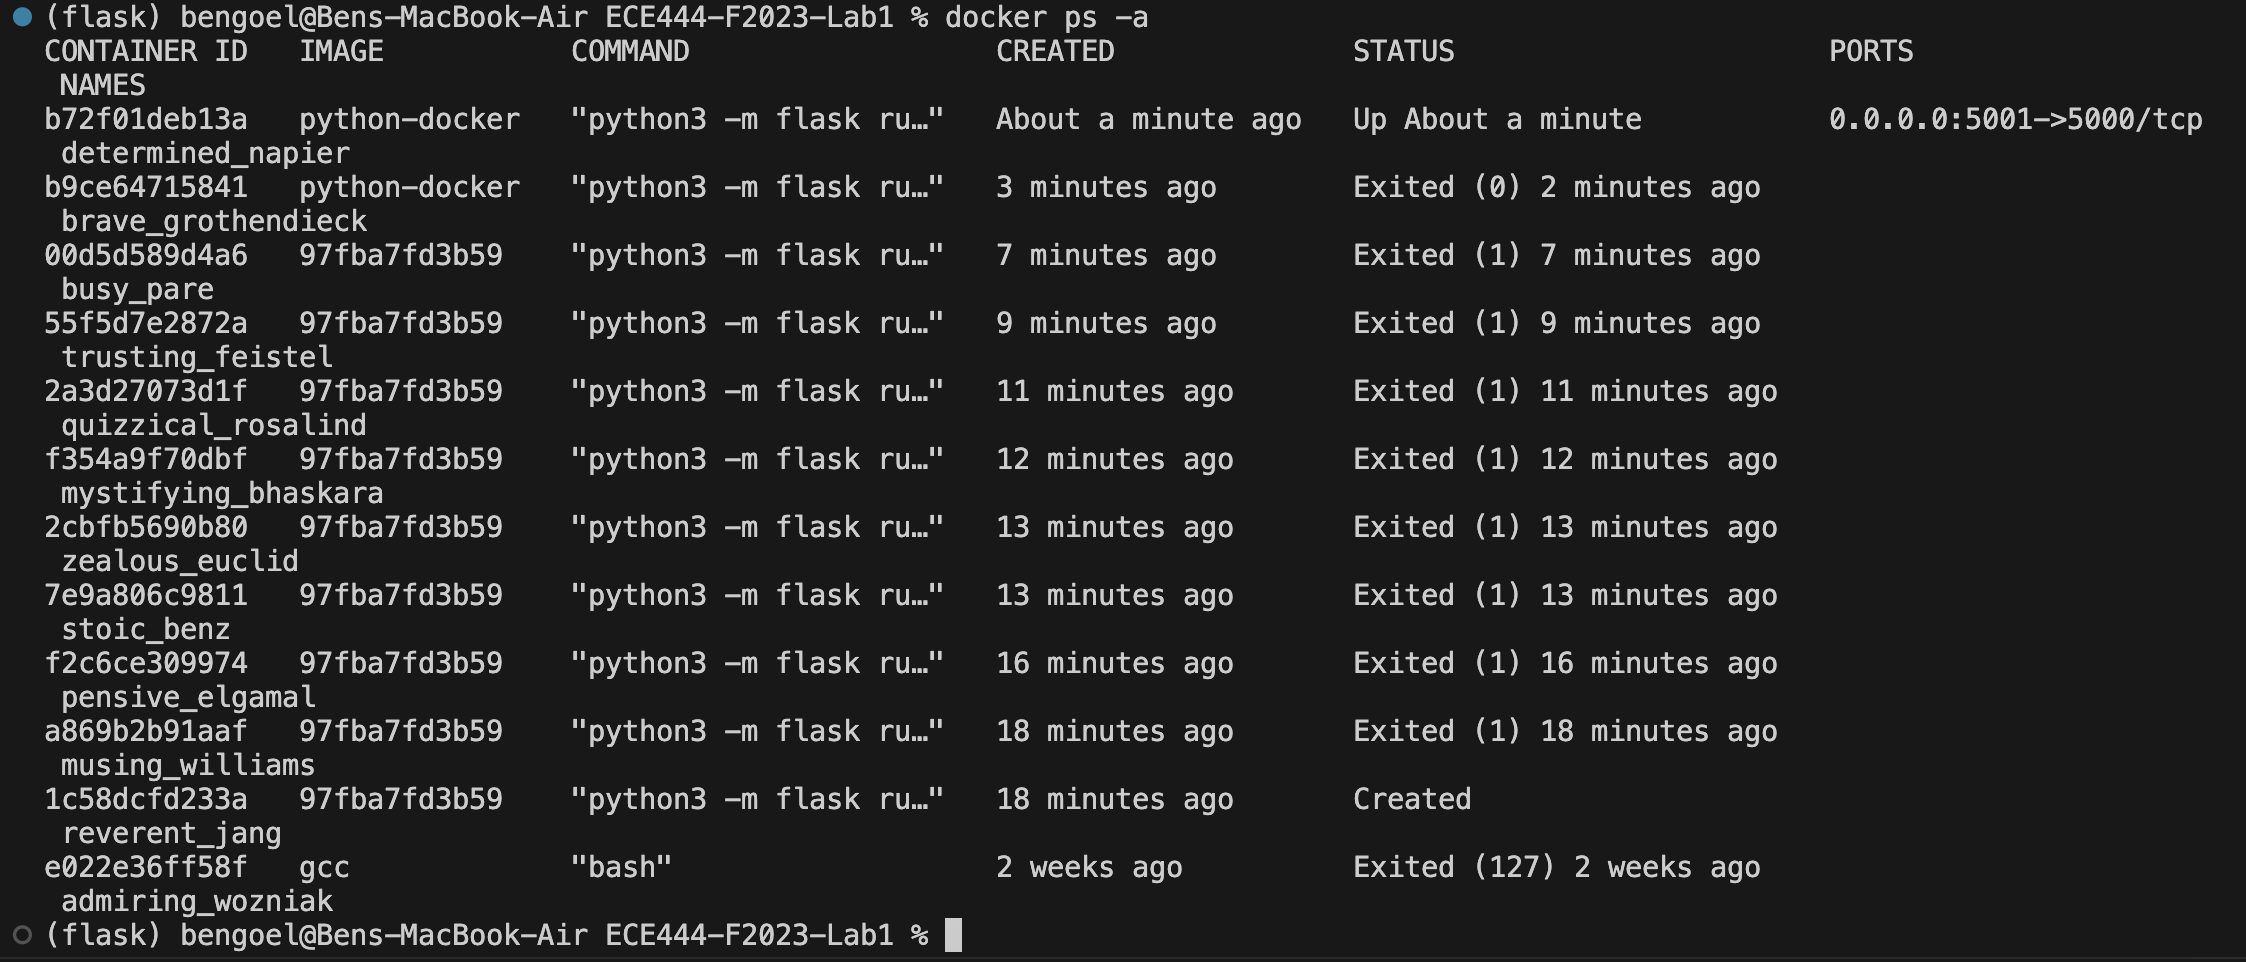 (flask) bengoel@Bens-MacBook-Air ECE444-F2023-Lab1 % docker ps -a
CONTAINER ID   IMAGE           COMMAND                  CREATED              STATUS                      PORTS
 NAMES
b72f01deb13a   python-docker   "python3 -m flask ru…"   About a minute ago   Up About a minute           0.0.0.0:5001->5000/tcp
 determined_napier
b9ce64715841   python-docker   "python3 -m flask ru…"   3 minutes ago        Exited (0) 2 minutes ago
 brave_grothendieck
00d5d589d4a6   97fba7fd3b59    "python3 -m flask ru…"   7 minutes ago        Exited (1) 7 minutes ago
 busy_pare
55f5d7e2872a   97fba7fd3b59    "python3 -m flask ru…"   9 minutes ago        Exited (1) 9 minutes ago
 trusting_feistel
2a3d27073d1f   97fba7fd3b59    "python3 -m flask ru…"   11 minutes ago       Exited (1) 11 minutes ago
 quizzical_rosalind
f354a9f70dbf   97fba7fd3b59    "python3 -m flask ru…"   12 minutes ago       Exited (1) 12 minutes ago
 mystifying_bhaskara
2cbfb5690b80   97fba7fd3b59    "python3 -m flask ru…"   13 minutes ago       Exited (1) 13 minutes ago
 zealous_euclid
7e9a806c9811   97fba7fd3b59    "python3 -m flask ru…"   13 minutes ago       Exited (1) 13 minutes ago
 stoic_benz
f2c6ce309974   97fba7fd3b59    "python3 -m flask ru…"   16 minutes ago       Exited (1) 16 minutes ago
 pensive_elgamal
a869b2b91aaf   97fba7fd3b59    "python3 -m flask ru…"   18 minutes ago       Exited (1) 18 minutes ago
 musing_williams
1c58dcfd233a   97fba7fd3b59    "python3 -m flask ru…"   18 minutes ago       Created
 reverent_jang
e022e36ff58f   gcc             "bash"                   2 weeks ago          Exited (127) 2 weeks ago
 admiring_wozniak
(flask) bengoel@Bens-MacBook-Air ECE444-F2023-Lab1 %